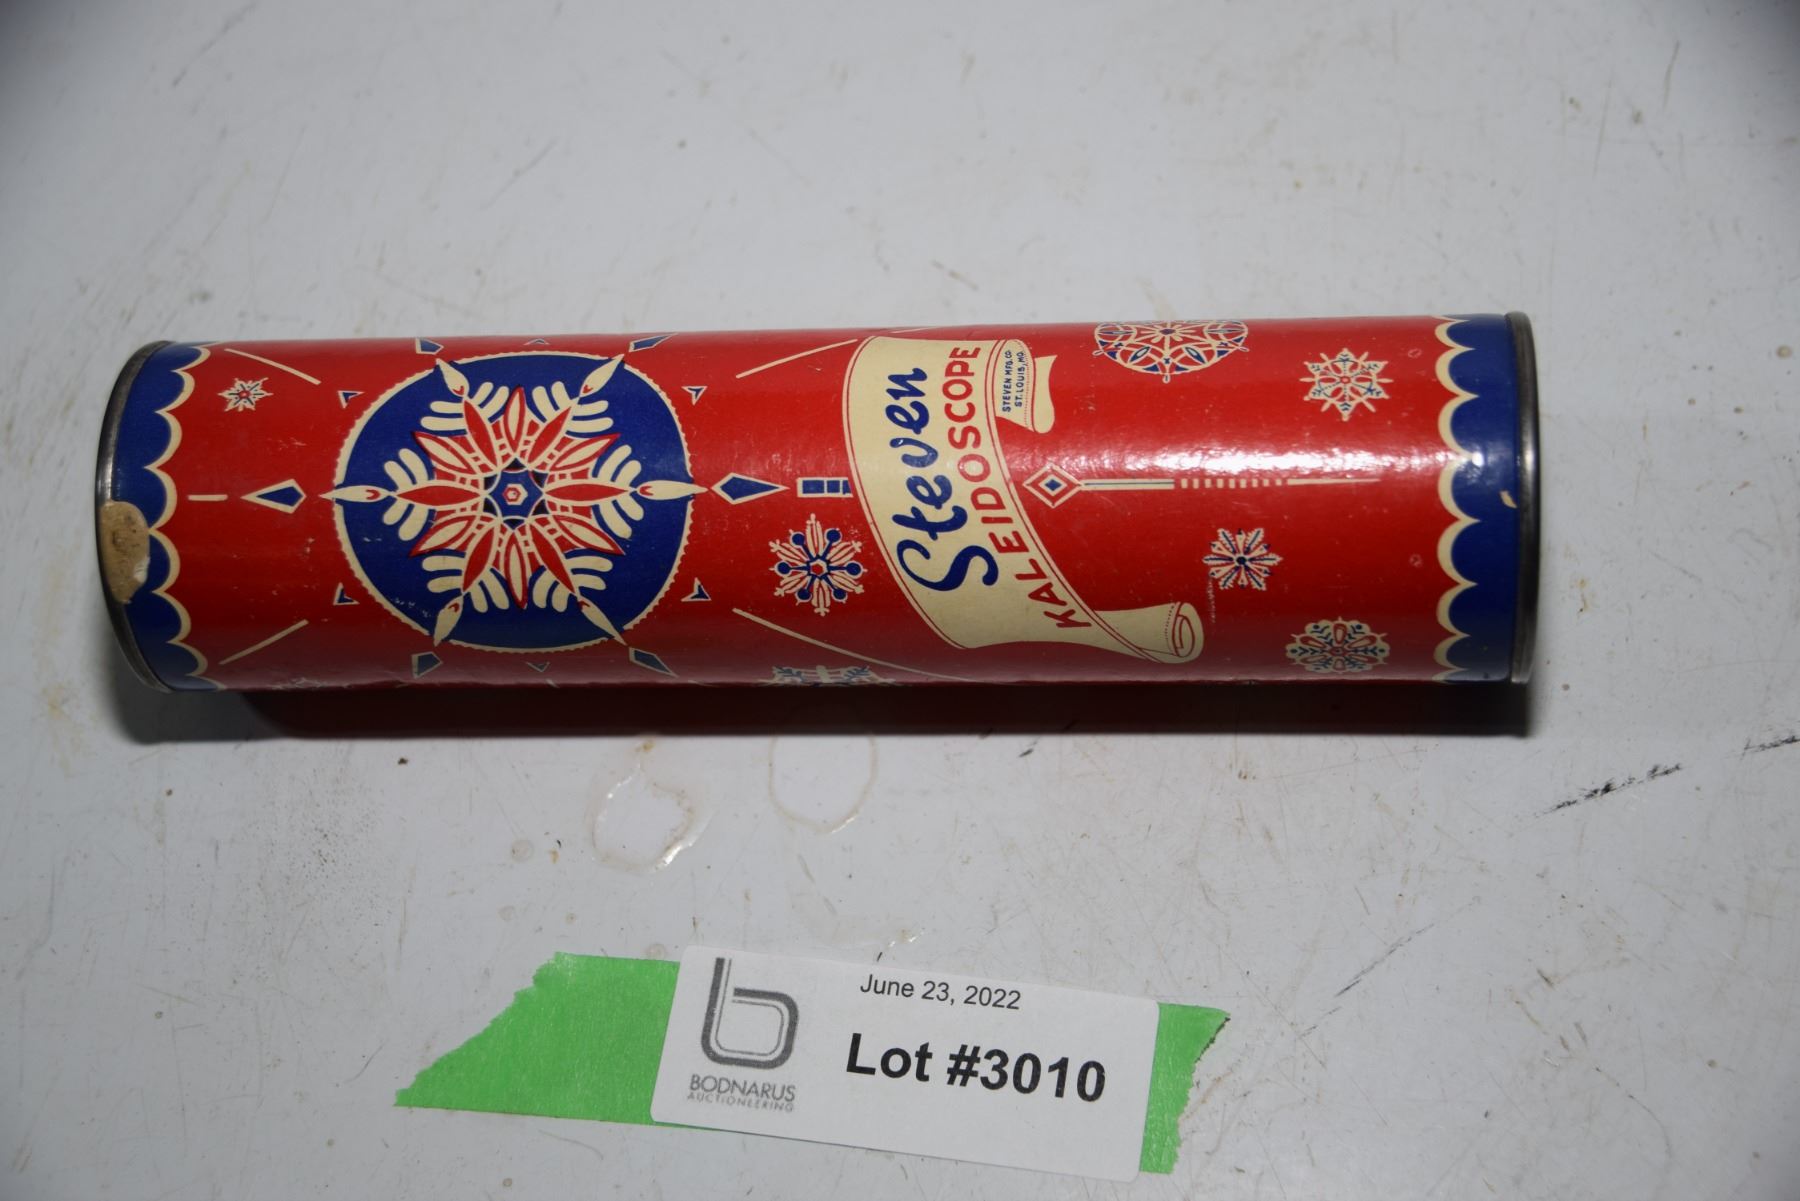 Steven
KALEIDOSCOPE
STEVEN MFG. CO.
ST. LOUIS, MO.
June 23, 2022
Lot #3010
BODNARUS
AUCTIONEERING